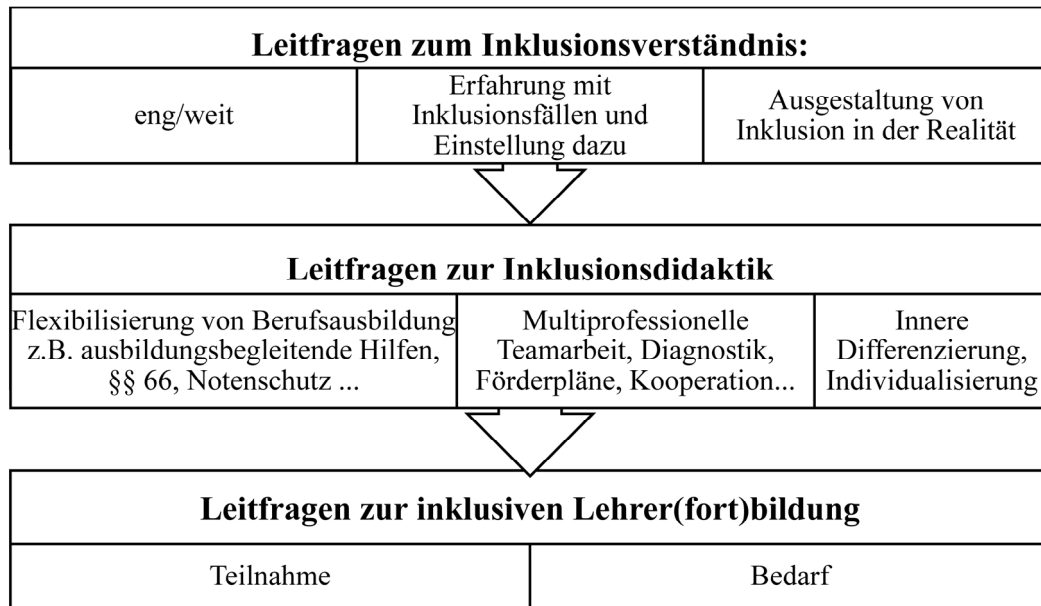 Leitfragen zum Inklusionsverständnis:
eng/weit
Erfahrung mit
Inklusionsfällen und
Einstellung dazu
Ausgestaltung von
Inklusion in der Realität
Leitfragen zur Inklusionsdidaktik
Flexibilisierung von Berufsausbildung
z.B. ausbildungsbegleitende Hilfen,
§§ 66, Notenschutz ...
Multiprofessionelle
Teamarbeit, Diagnostik,
Förderpläne, Kooperation...
Innere
Differenzierung,
Individualisierung
Leitfragen zur inklusiven Lehrer(fort)bildung
Teilnahme
Bedarf